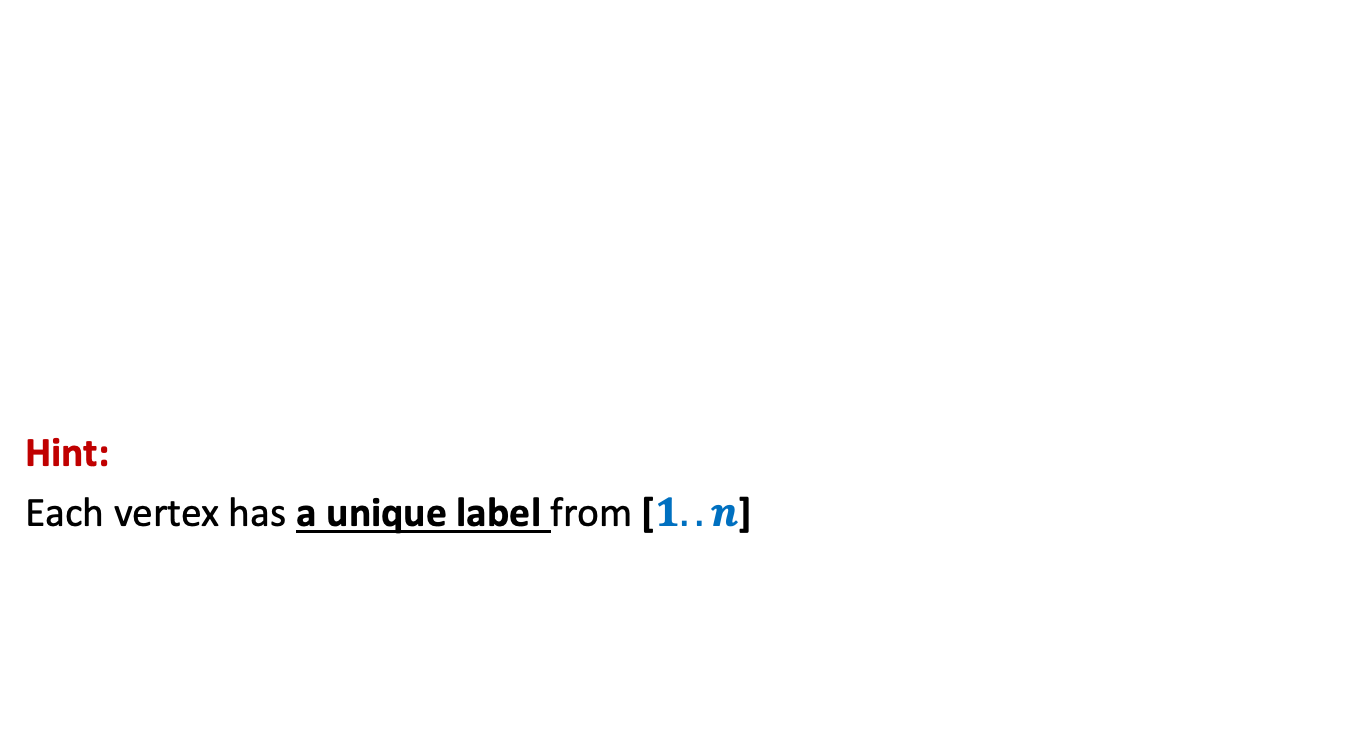 Hint:
Each vertex has a unique label from [1..n]